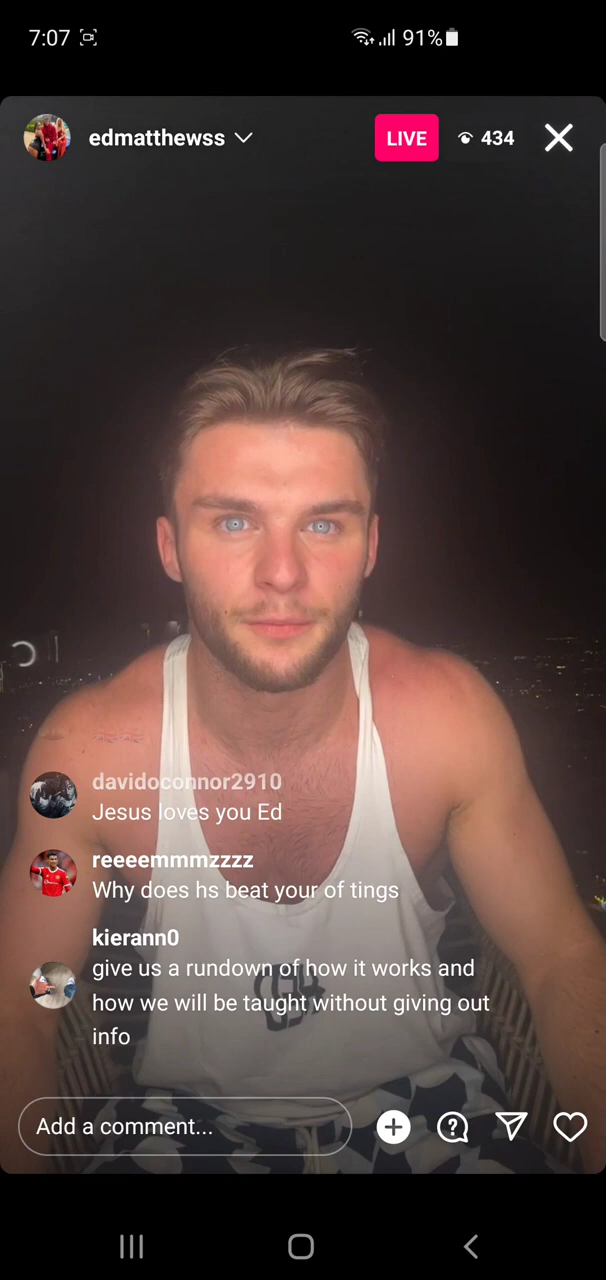 7:07
91%
edmatthewss
LIVE
434
davidoconnor2910
Jesus loves you Ed
reeeemmmzzzz
Why does hs beat your of tings
kierann0
give us a rundown of how it works and
how we will be taught without giving out
info
Add a comment...